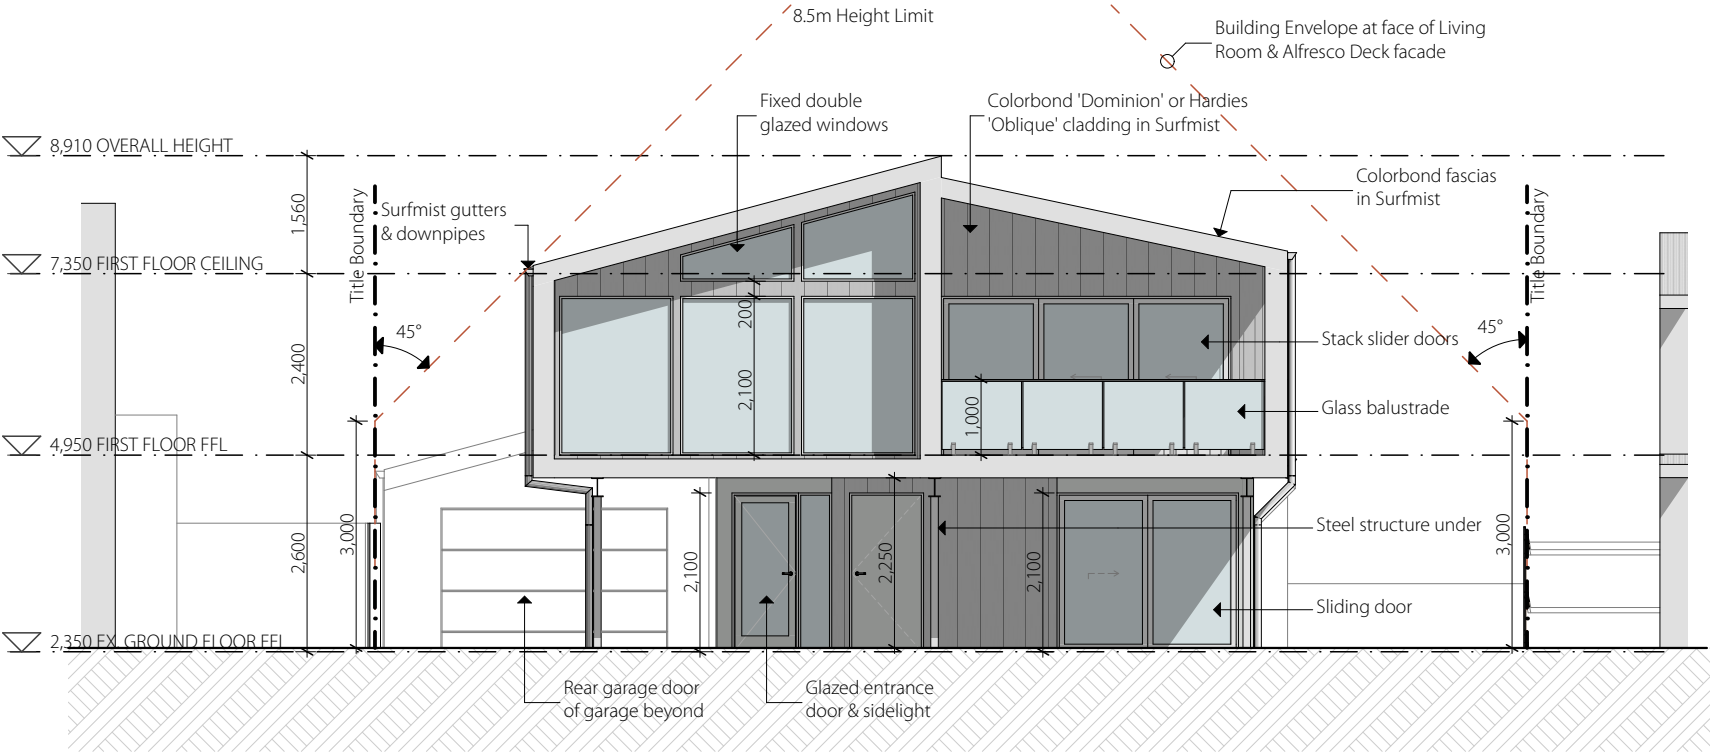 8.5m Height Limit
Building Envelope at face of Living
Room & Alfresco Deck facade
Fixed double
glazed windows
Colorbond 'Dominion' or Hardies
'Oblique' cladding in Surfmist
8,910 OVERALL HEIGHT
Colorbond fascias
in Surfmist
Title Boundary
Title Boundary
1,560
Surfmist gutters
& downpipes
7,350 FIRST FLOOR CEILING
200
45°
45°
Stack slider doors
2,400
2,100
1,000
Glass balustrade
4,950 FIRST FLOOR FFL
2,600
3,000
2,100
2,250
2,100
Steel structure under
3,000
Sliding door
2,350 EX. GROUND FLOOR FFL
Rear garage door
of garage beyond
Glazed entrance
door & sidelight